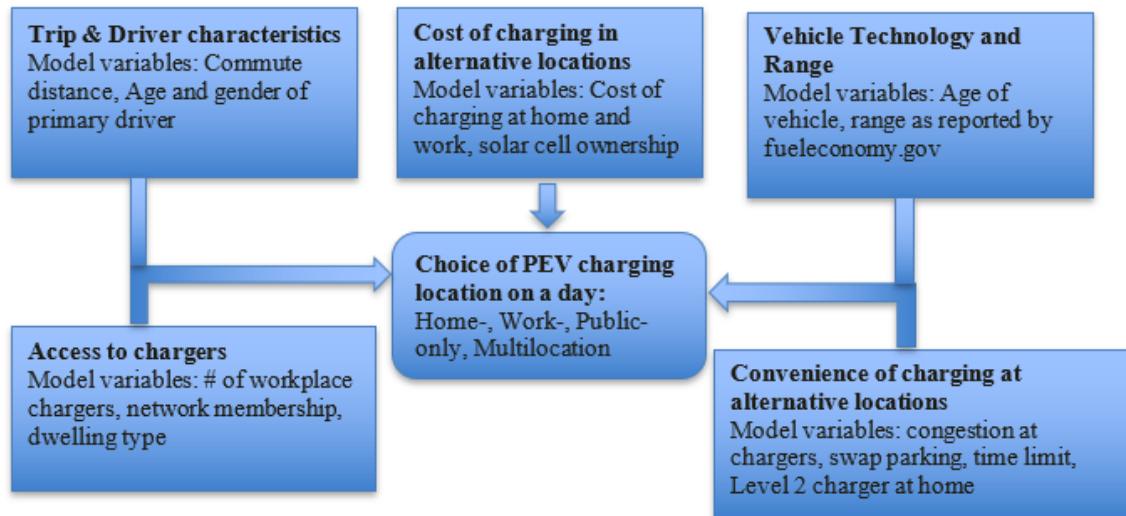 Trip & Driver characteristics
Model variables: Commute
distance, Age and gender of
primary driver
Cost of charging in
alternative locations
Model variables: Cost of
charging at home and
work, solar cell ownership
Vehicle Technology and
Range
Model variables: Age of
vehicle, range as reported by
fueleconomy.gov
Choice of PEV charging
location on a day:
Home-, Work-, Public-
only, Multilocation
Access to chargers
Model variables: # of workplace
chargers, network membership,
dwelling type
Convenience of charging at
alternative locations
Model variables: congestion at
chargers, swap parking, time limit,
Level 2 charger at home